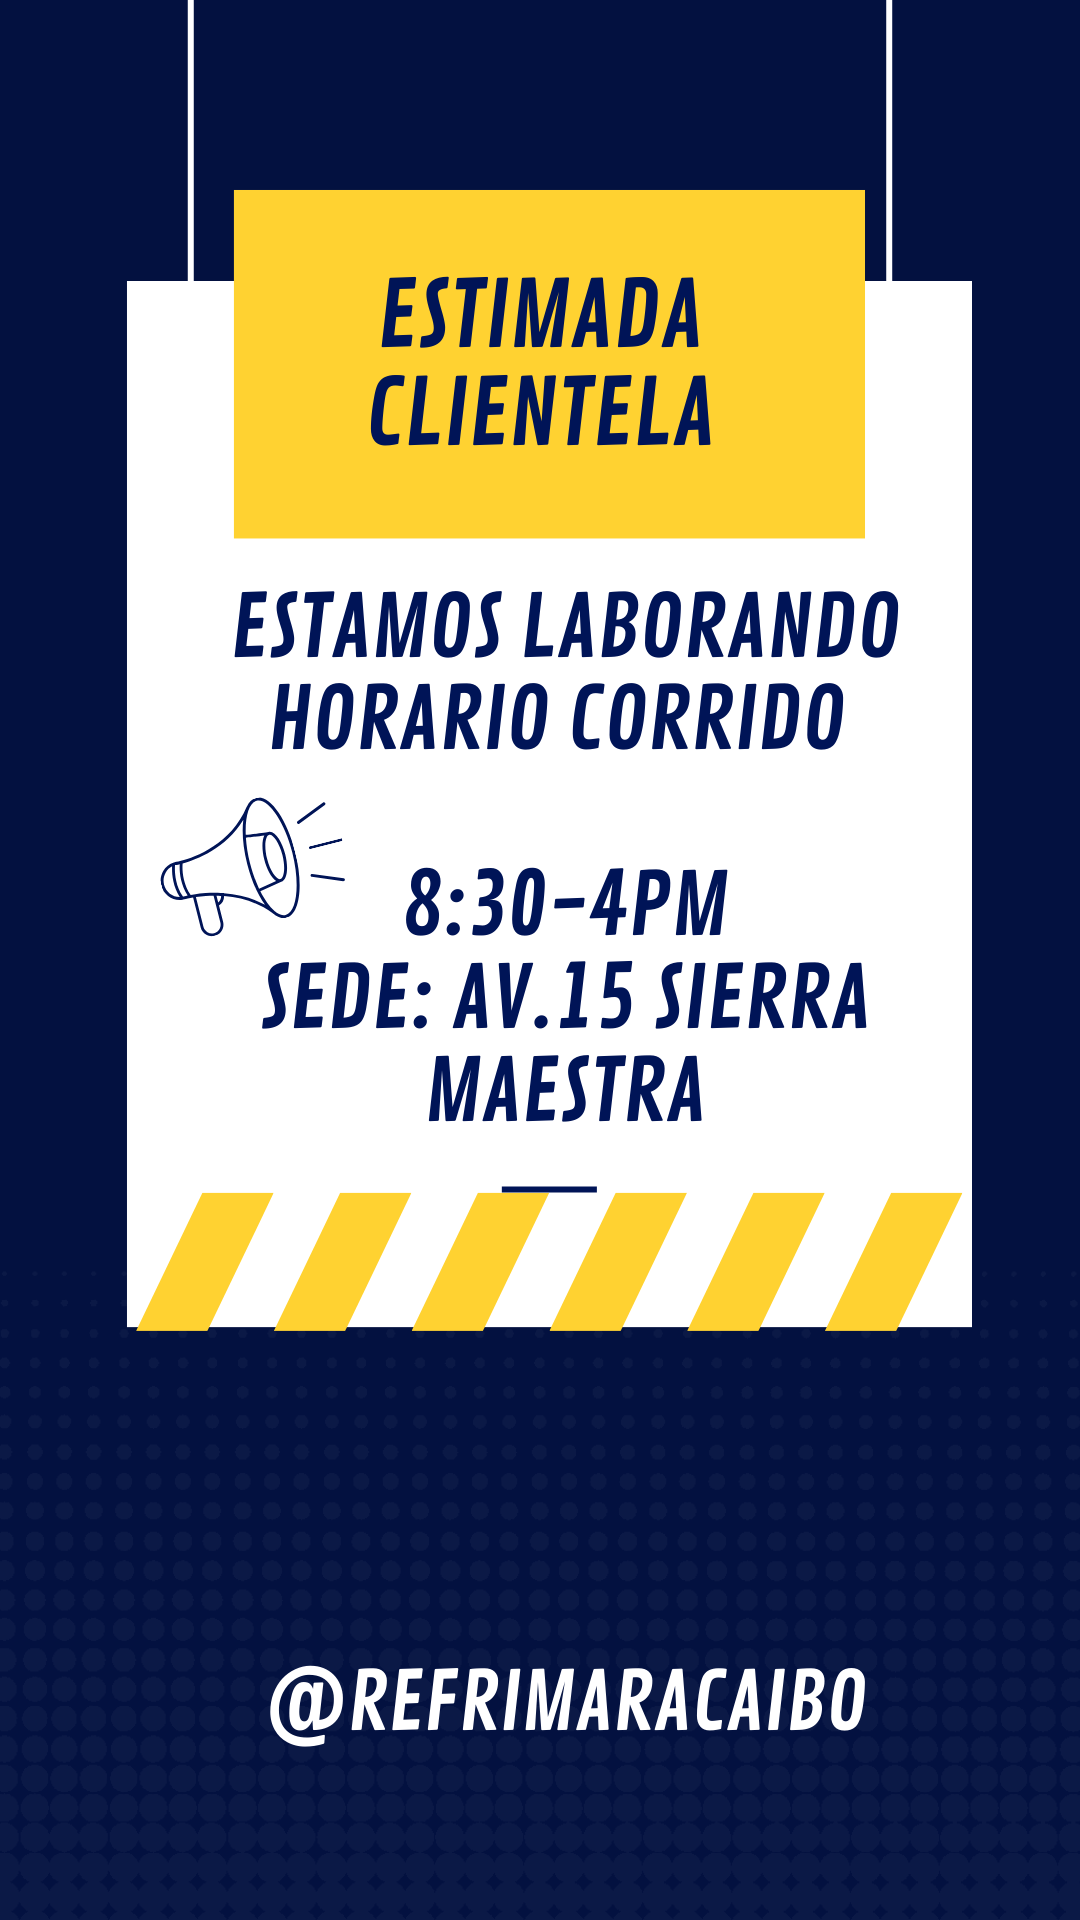 ESTIMADA
CLIENTELA
ESTAMOS LABORANDO
HORARIO CORRIDO
8:30-4PM
SEDE: AV.15 SIERRA
MAESTRA
@REFRIMARACAIBO